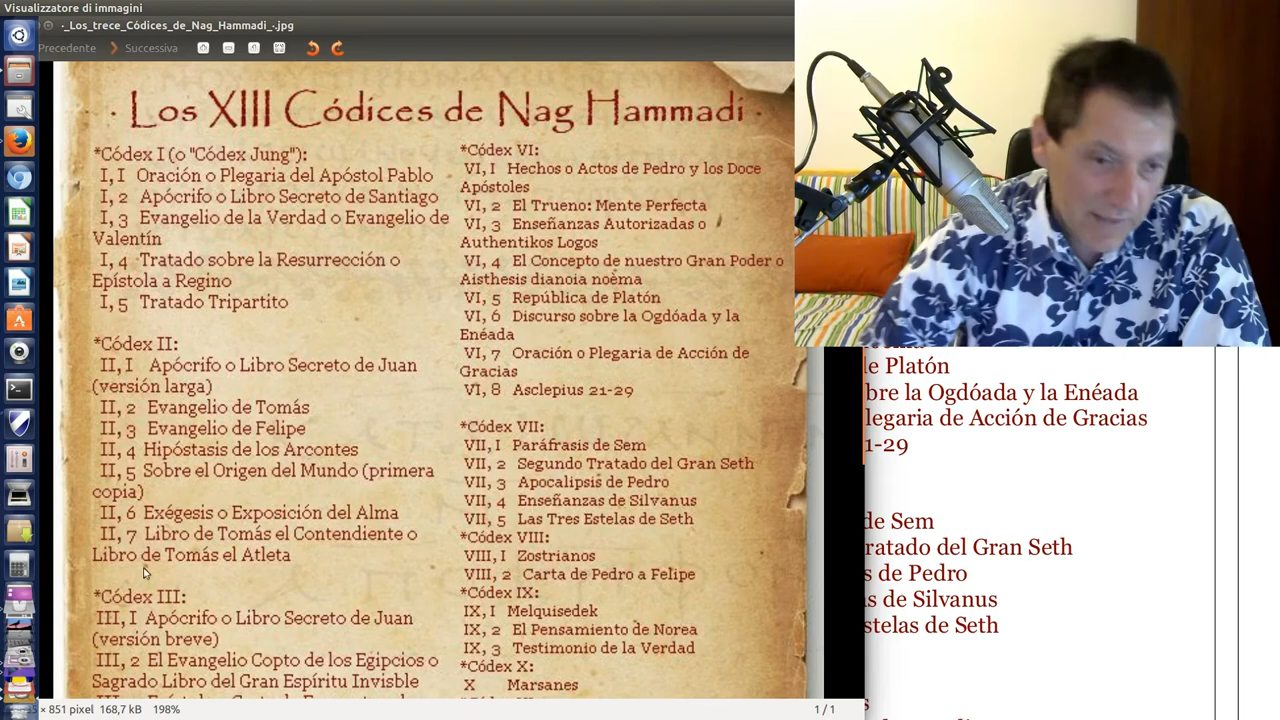 Visualizzatore di immagini
·_Los_trece_Códices_de_Nag_Hammadi_·.jpg
Precedente
Successiva
· Los XIII Códices de Nag Hammadi ·
*Códex I (o "Códex Jung"):
I, I Oración o Plegaria del Apóstol Pablo
I, 2 Apócrifo o Libro Secreto de Santiago
I, 3 Evangelio de la Verdad o Evangelio de
Valentín
I, 4 Tratado sobre la Resurrección o
Epístola a Regino
I, 5 Tratado Tripartito
*Códex II:
II, I Apócrifo o Libro Secreto de Juan
(versión larga)
II, 2 Evangelio de Tomás
II, 3 Evangelio de Felipe
II, 4 Hipóstasis de los Arcontes
II, 5 Sobre el Origen del Mundo (primera
copia)
II, 6 Exégesis o Exposición del Alma
II, 7 Libro de Tomás el Contendiente o
Libro de Tomás el Atleta
*Códex III:
III, I Apócrifo o Libro Secreto de Juan
(versión breve)
III, 2 El Evangelio Copto de los Egipcios o
Sagrado Libro del Gran Espíritu Invisble
*Códex VI:
VI, I Hechos o Actos de Pedro y los Doce
Apóstoles
VI, 2 El Trueno: Mente Perfecta
VI, 3 Enseñanzas Autorizadas o
Authentikos Logos
VI, 4 El Concepto de nuestro Gran Poder o
Aisthesis dianoia noéma
VI, 5 República de Platón
VI, 6 Discurso sobre la Ogdóada y la
Enéada
VI, 7 Oración o Plegaria de Acción de
Gracias
VI, 8 Asclepius 21-29
*Códex VII:
VII, I Paráfrasis de Sem
VII, 2 Segundo Tratado del Gran Seth
VII, 3 Apocalipsis de Pedro
VII, 4 Enseñanzas de Silvanus
VII, 5 Las Tres Estelas de Seth
*Códex VIII:
VIII, I Zostrianos
VIII, 2 Carta de Pedro a Felipe
*Códex IX:
IX, I Melquisedek
IX, 2 El Pensamiento de Norea
IX, 3 Testimonio de la Verdad
*Códex X:
X Marsanes
de Platón
bre la Ogdóada y la Enéada
legaria de Acción de Gracias
1-29
de Sem
ratado del Gran Seth
s de Pedro
as de Silvanus
stelas de Seth
× 851 pixel 168,7 kB 198%
1 / 1